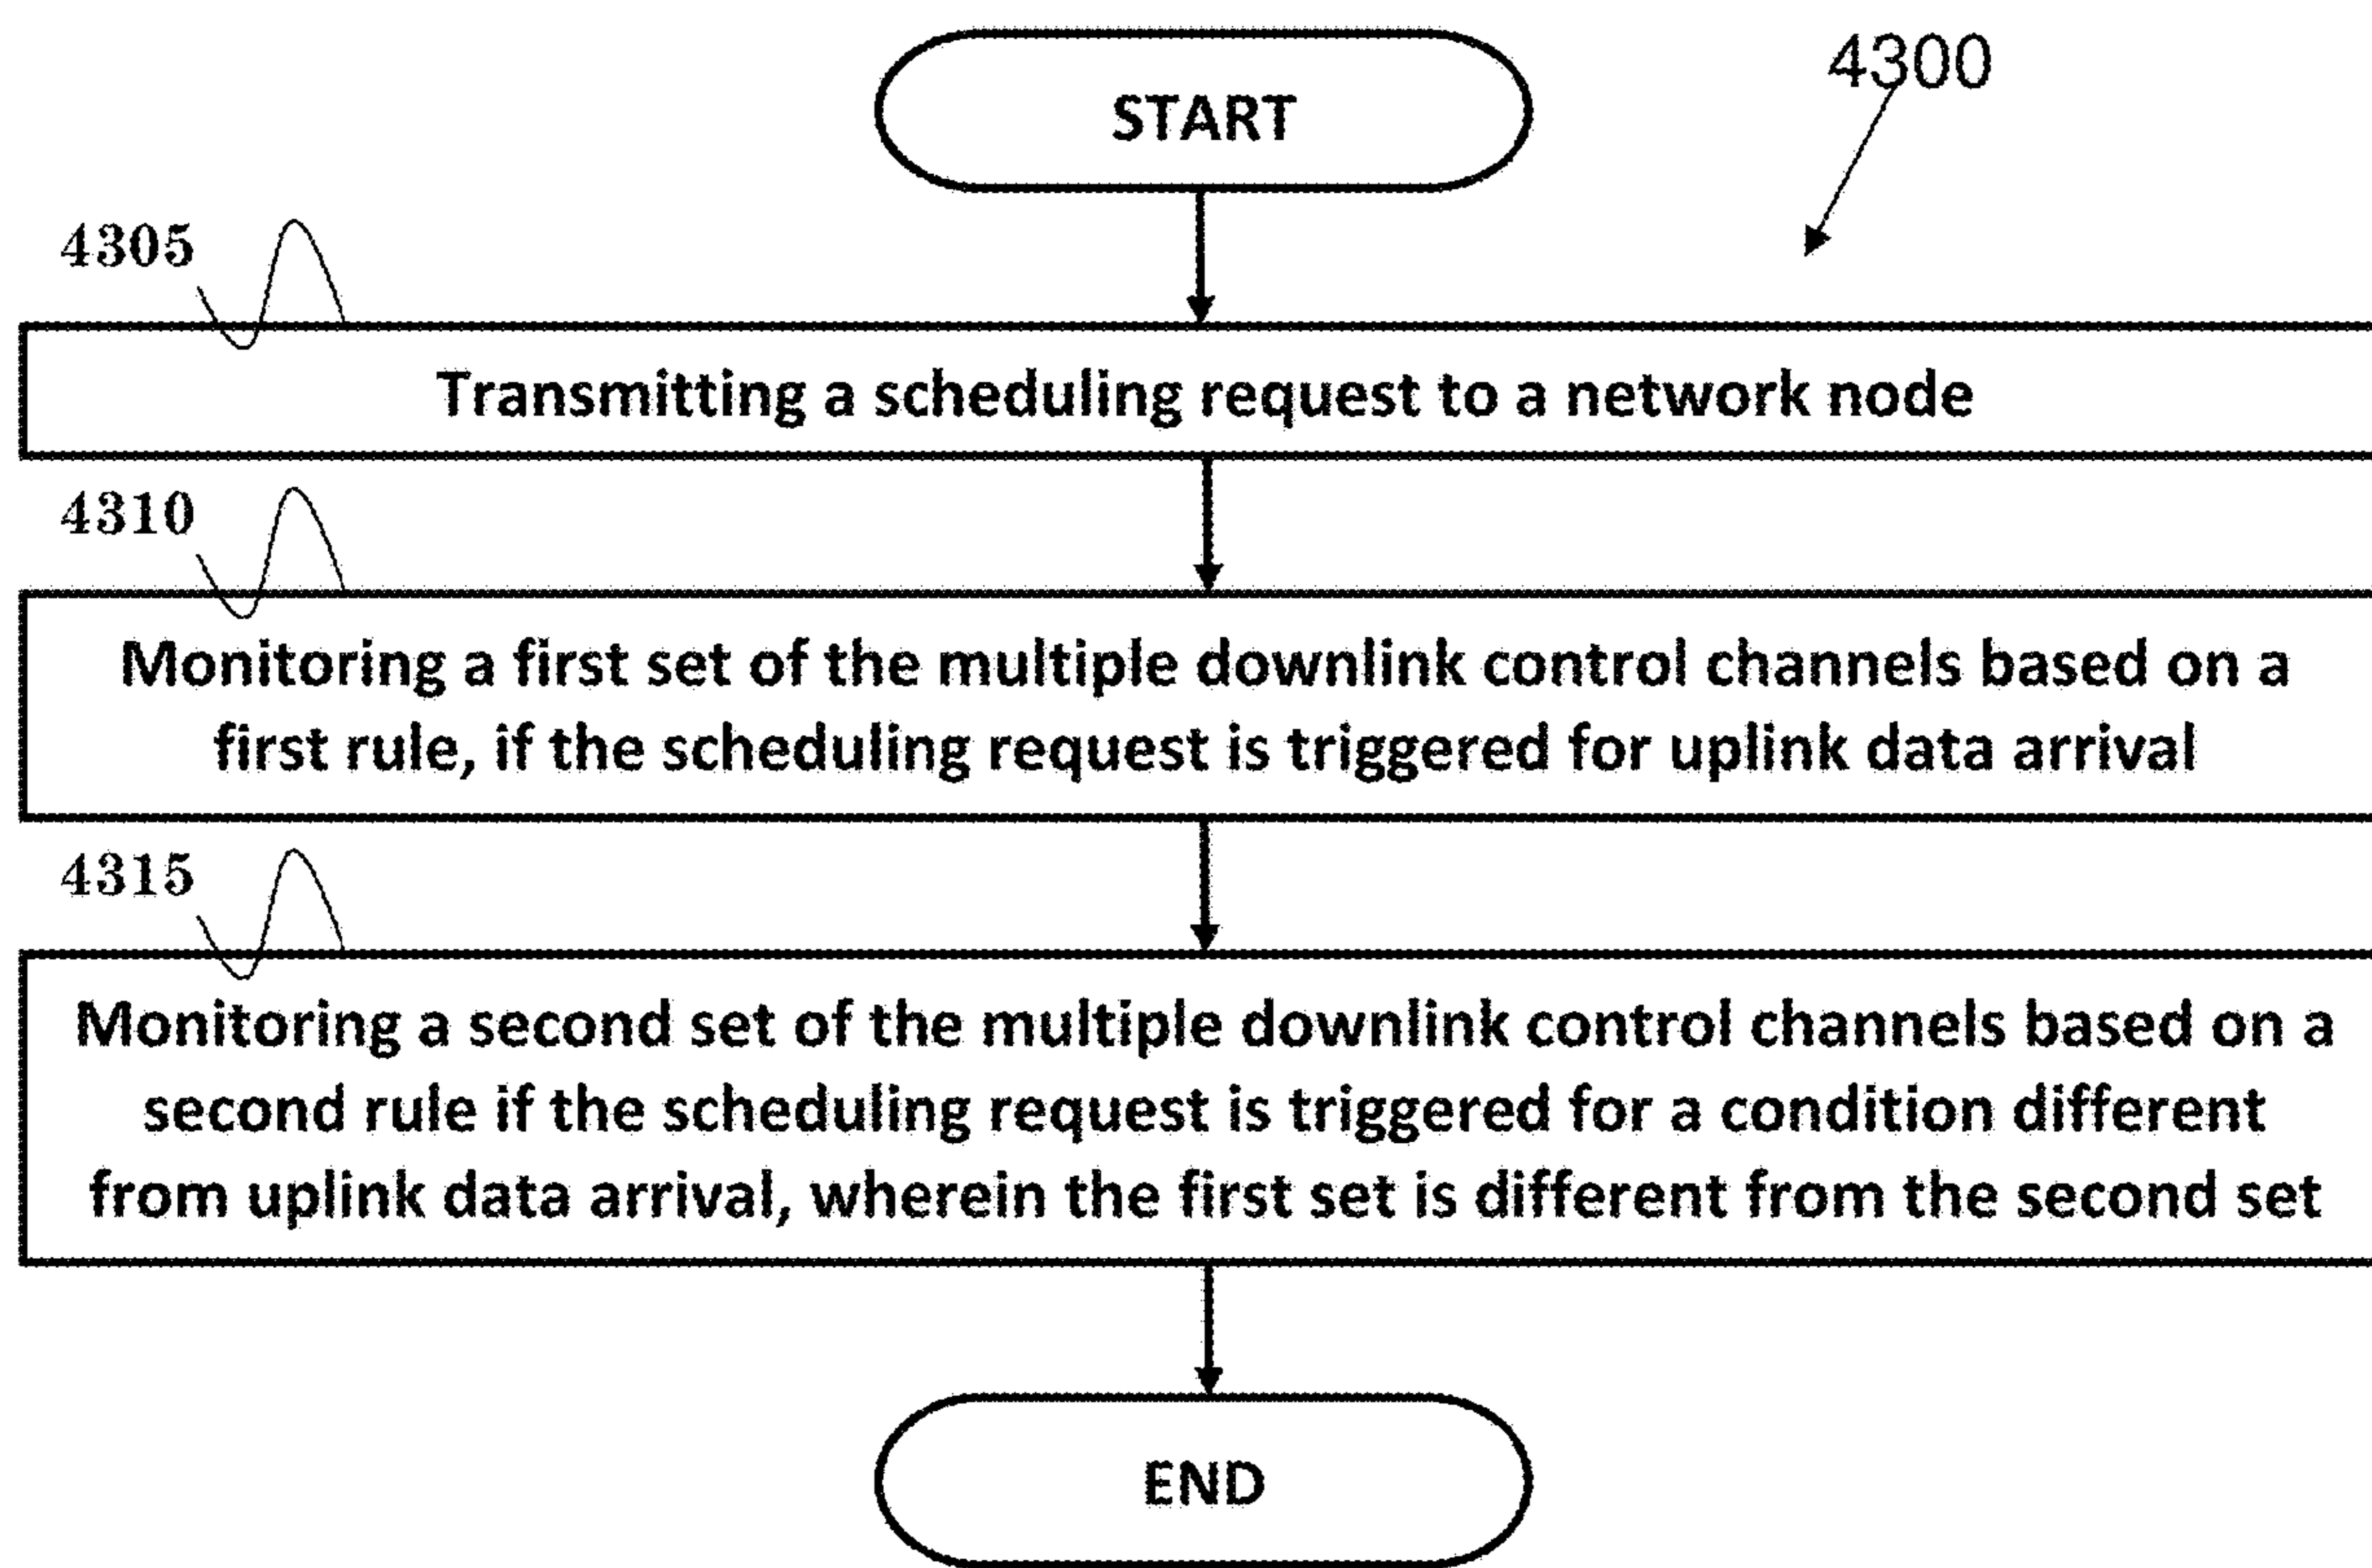 START
4300
4305
Transmitting a scheduling request to a network node
4310
Monitoring a first set of the multiple downlink control channels based on a
first rule, if the scheduling request is triggered for uplink data arrival
4315
Monitoring a second set of the multiple downlink control channels based on a
second rule if the scheduling request is triggered for a condition different
from uplink data arrival, wherein the first set is different from the second set
END